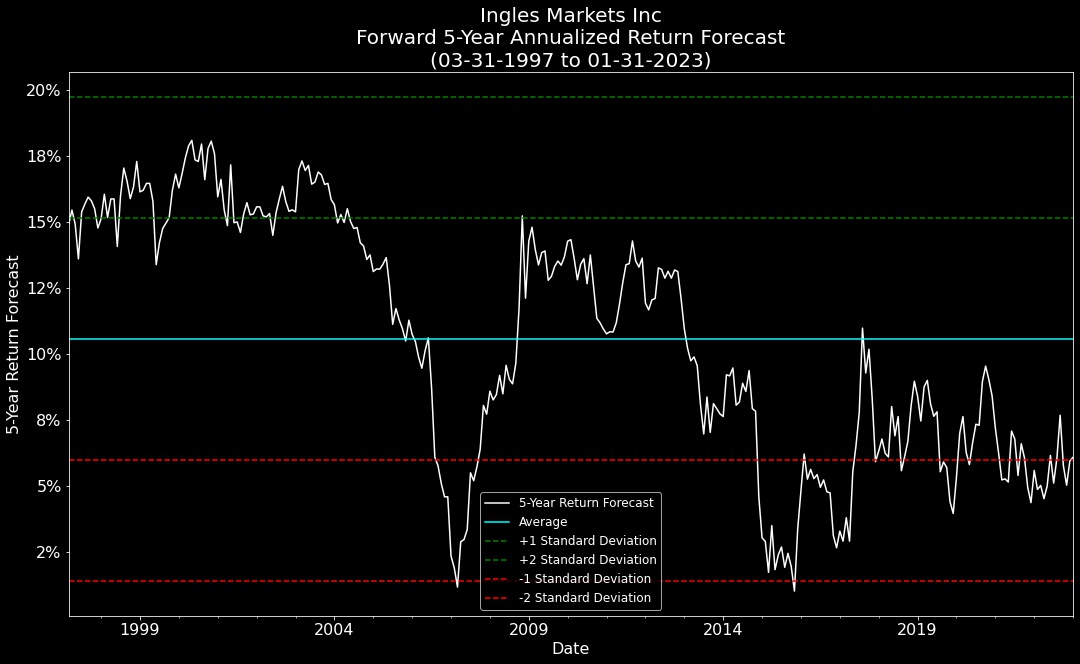 Ingles Markets Inc
Forward 5-Year Annualized Return Forecast
(03-31-1997 to 01-31-2023)
5-Year Return Forecast
20%
18%
15%
12%
10%
8%
5%
2%
5-Year Return Forecast
Average
+1 Standard Deviation
+2 Standard Deviation
-1 Standard Deviation
-2 Standard Deviation
1999 2004 2009 2014 2019
Date